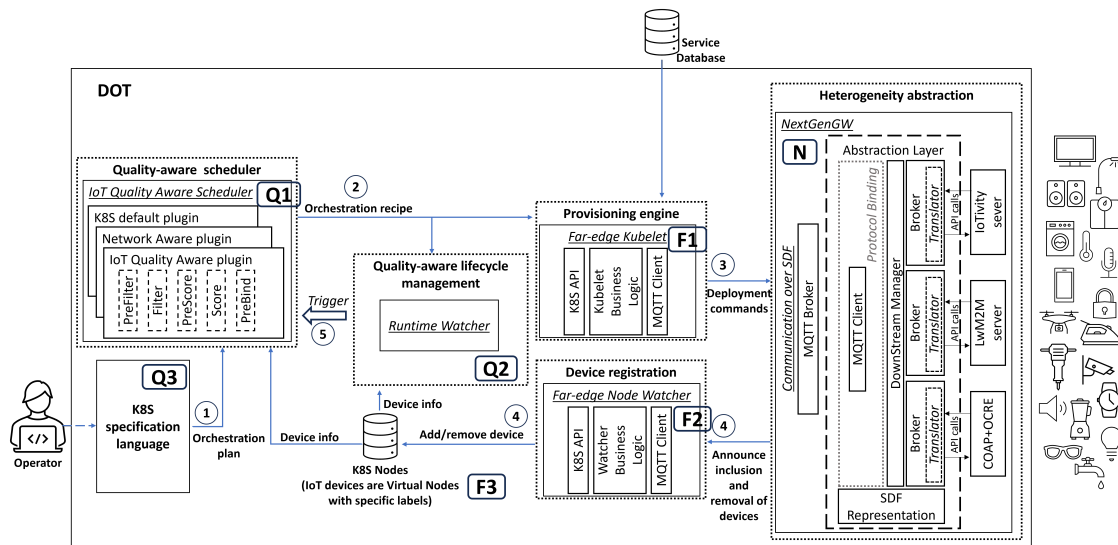 Service
Database
DOT
Heterogeneity abstraction
NextGenGW
N
Abstraction Layer
Communication over SDF
MQTT Broker
Protocol Binding
MQTT Client
DownStream Manager
Broker
Translator
API calls
IoTivity
sever
Broker
Translator
API calls
LwM2M
server
Broker
Translator
API calls
COAP+OCRE
SDF
Representation
Quality-aware scheduler
IoT Quality Aware Scheduler
Q1
K8S default plugin
Network Aware plugin
IoT Quality Aware plugin
PreFilter
Filter
PreScore
Score
PreBind
2
Orchestration recipe
Provisioning engine
Far-edge Kubelet
F1
K8S API
Kubelet
Business
Logic
MQTT Client
3
Deployment
commands
Quality-aware lifecycle
management
Runtime Watcher
Q2
Trigger
5
Device registration
Far-edge Node Watcher
F2
K8S API
Watcher
Business
Logic
MQTT Client
4
Announce
inclusion
and
removal of
devices
4
Add/remove device
Device info
Device info
K8S Nodes
(IoT devices are Virtual Nodes
with specific labels)
F3
Q3
K8S
specification
language
1
Orchestration
plan
Operator